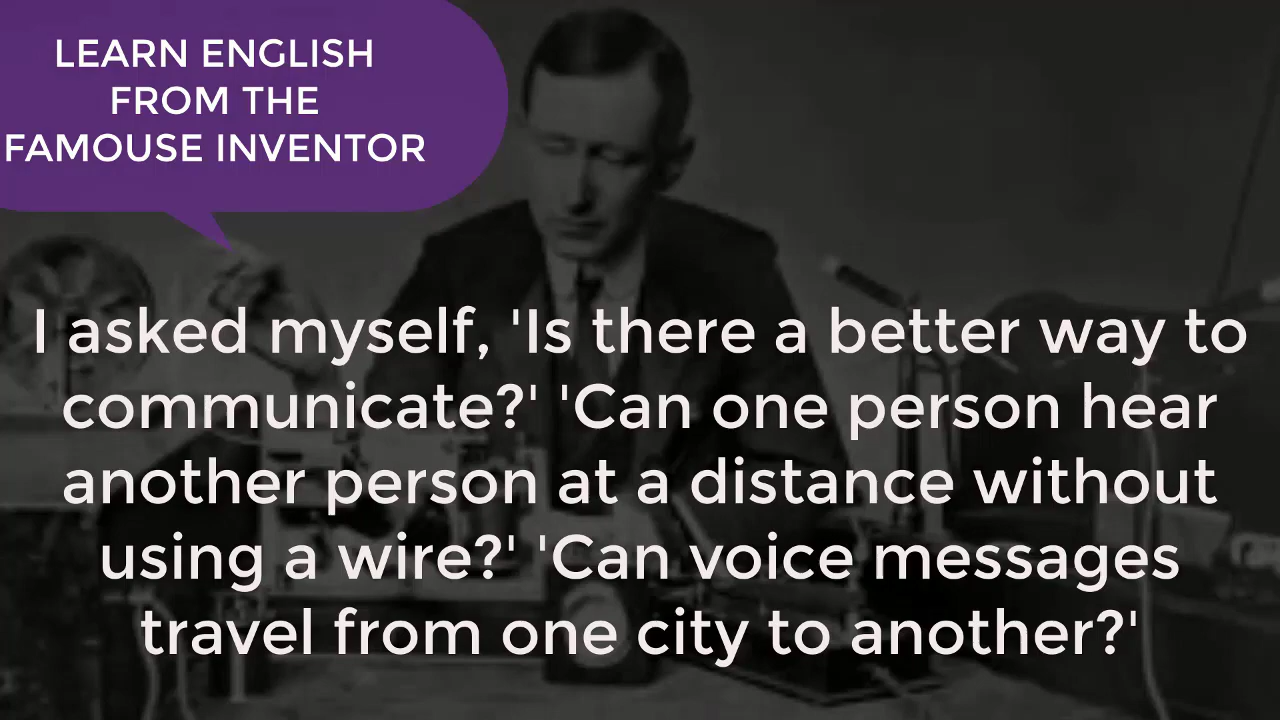 LEARN ENGLISH
FROM THE
FAMOUSE INVENTOR
I asked myself, 'Is there a better way to
communicate?' 'Can one person hear
another person at a distance without
using a wire?' 'Can voice messages
travel from one city to another?'